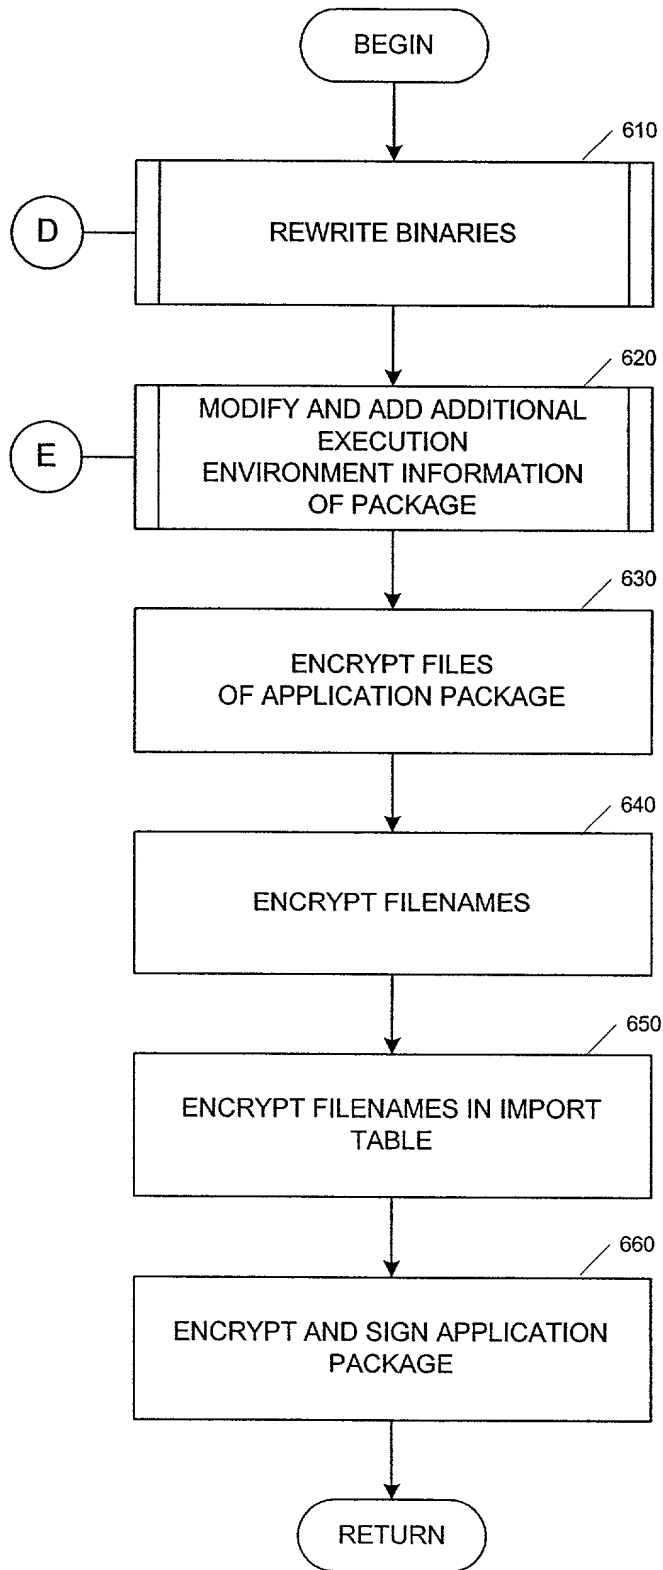 BEGIN
610
D
REWRITE BINARIES
620
E
MODIFY AND ADD ADDITIONAL
EXECUTION
ENVIRONMENT INFORMATION
OF PACKAGE
630
ENCRYPT FILES
OF APPLICATION PACKAGE
640
ENCRYPT FILENAMES
650
ENCRYPT FILENAMES IN IMPORT
TABLE
660
ENCRYPT AND SIGN APPLICATION
PACKAGE
RETURN